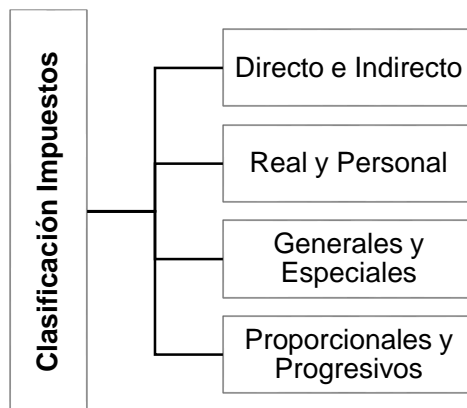 Clasificación Impuestos
Directo e Indirecto
Real y Personal
Generales y
Especiales
Proporcionales y
Progresivos